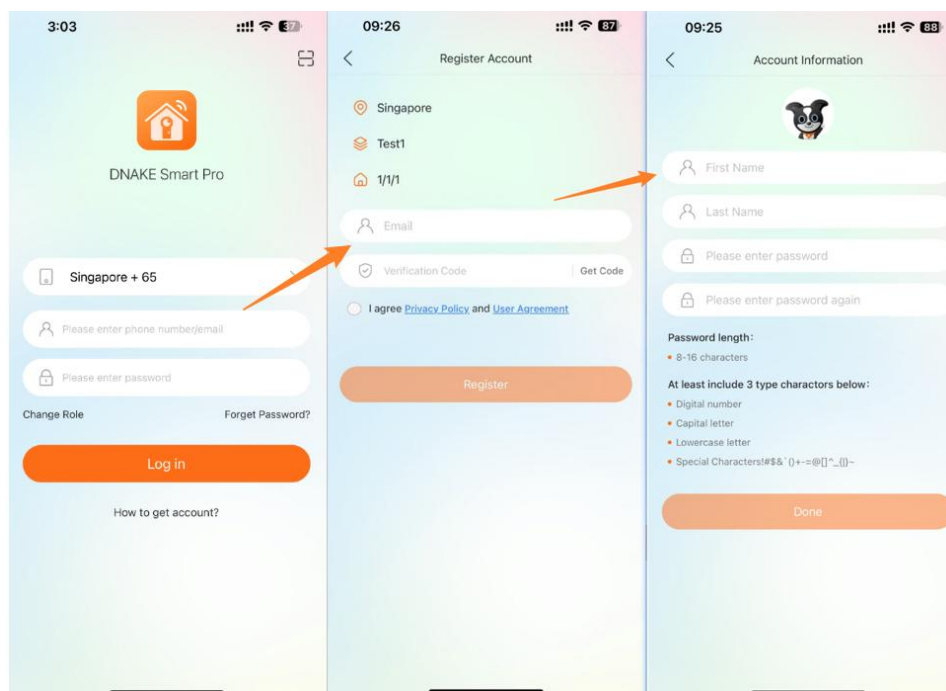 3:03
37
DNAKE Smart Pro
Singapore + 65
Please enter phone number/email
Please enter password
Change Role
Forget Password?
Log in
How to get account?
09:26
87
Register Account
Singapore
Test1
1/1/1
Email
Verification Code
Get Code
I agree Privacy Policy and User Agreement
Register
09:25
88
Account Information
First Name
Last Name
Please enter password
Please enter password again
Password length:
8-16 characters
At least include 3 type charactors below:
Digital number
Capital letter
Lowercase letter
Special Characters!#$&`()+-=@[]^_{|}~
Done